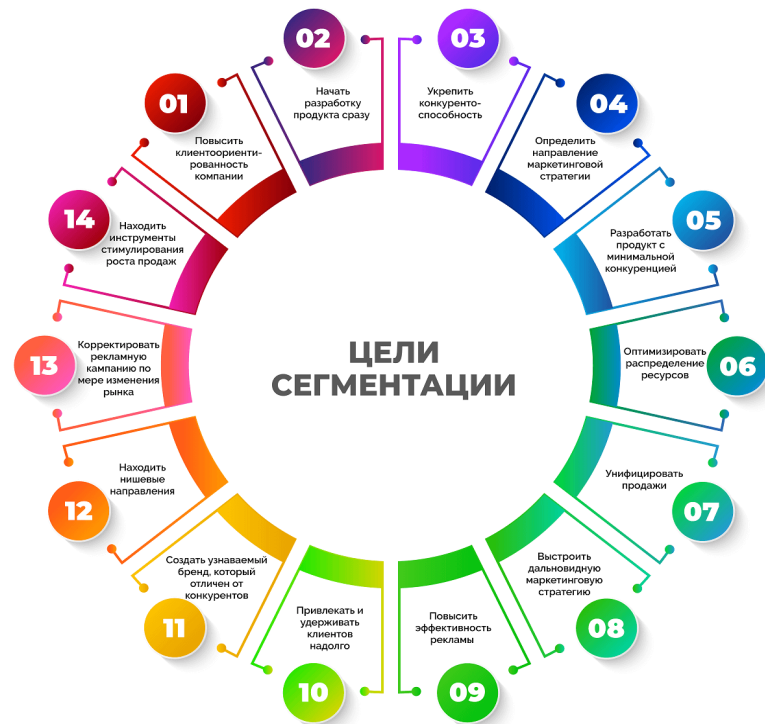 ЦЕЛИ
СЕГМЕНТАЦИИ
01
Повысить
клиентоориенти-
рованность
компании
02
Начать
разработку
продукта сразу
03
Укрепить
конкуренто-
способность
04
Определить
направление
маркетинговой
стратегии
05
Разработать
продукт с
минимальной
конкуренцией
06
Оптимизировать
распределение
ресурсов
07
Унифицировать
продажи
08
Выстроить
дальновидную
маркетинговую
стратегию
09
Повысить
эффективность
рекламы
10
Привлекать и
удерживать
клиентов
надолго
11
Создать узнаваемый
бренд, который
отличен от
конкурентов
12
Находить
нишевые
направления
13
Корректировать
рекламную
кампанию по
мере изменения
рынка
14
Находить
инструменты
стимулирования
роста продаж